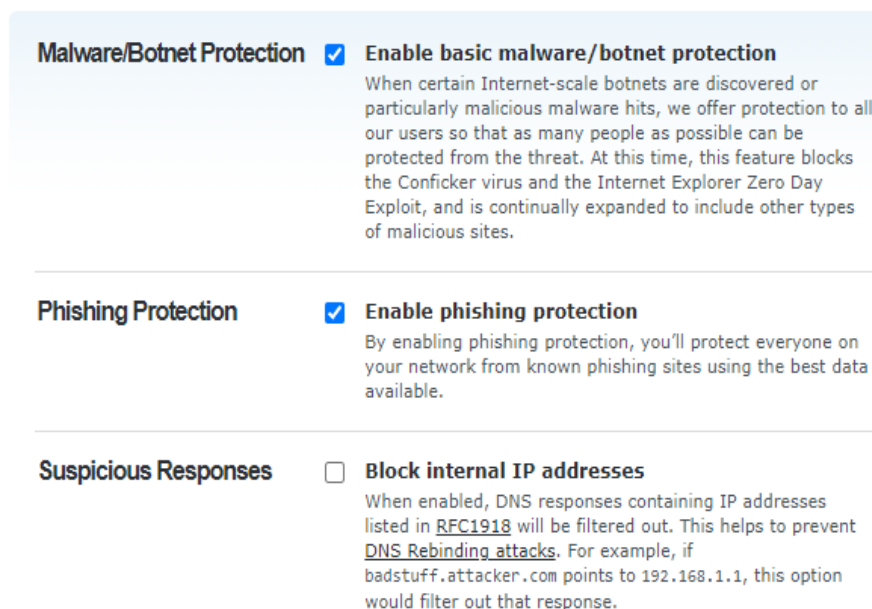 Malware/Botnet Protection
Enable basic malware/botnet protection
When certain Internet-scale botnets are discovered or
particularly malicious malware hits, we offer protection to all
our users so that as many people as possible can be
protected from the threat. At this time, this feature blocks
the Conficker virus and the Internet Explorer Zero Day
Exploit, and is continually expanded to include other types
of malicious sites.
Phishing Protection
Enable phishing protection
By enabling phishing protection, you’ll protect everyone on
your network from known phishing sites using the best data
available.
Suspicious Responses
Block internal IP addresses
When enabled, DNS responses containing IP addresses
listed in RFC1918 will be filtered out. This helps to prevent
DNS Rebinding attacks. For example, if
badstuff.attacker.com points to 192.168.1.1, this option
would filter out that response.